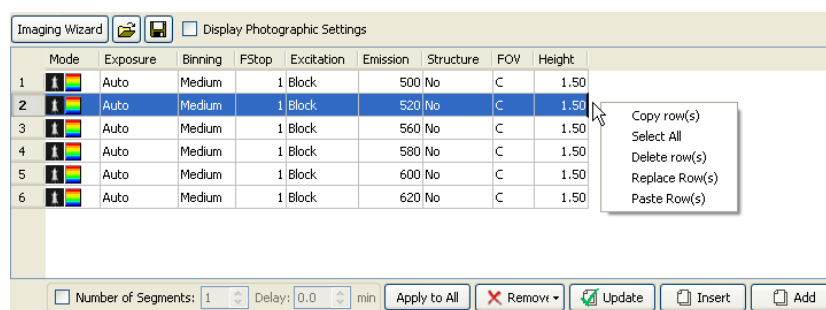 Imaging Wizard Display Photographic Settings
Mode Exposure Binning FStop Excitation Emission Structure FOV Height
1 Auto Medium 1 Block 500 No C 1.50
2 Auto Medium 1 Block 520 No C 1.50
3 Auto Medium 1 Block 560 No C 1.50
4 Auto Medium 1 Block 580 No C 1.50
5 Auto Medium 1 Block 600 No C 1.50
6 Auto Medium 1 Block 620 No C 1.50
Copy row(s)
Select All
Delete row(s)
Replace Row(s)
Paste Row(s)
Number of Segments: 1 Delay: 0.0 min Apply to All Remove Update Insert Add